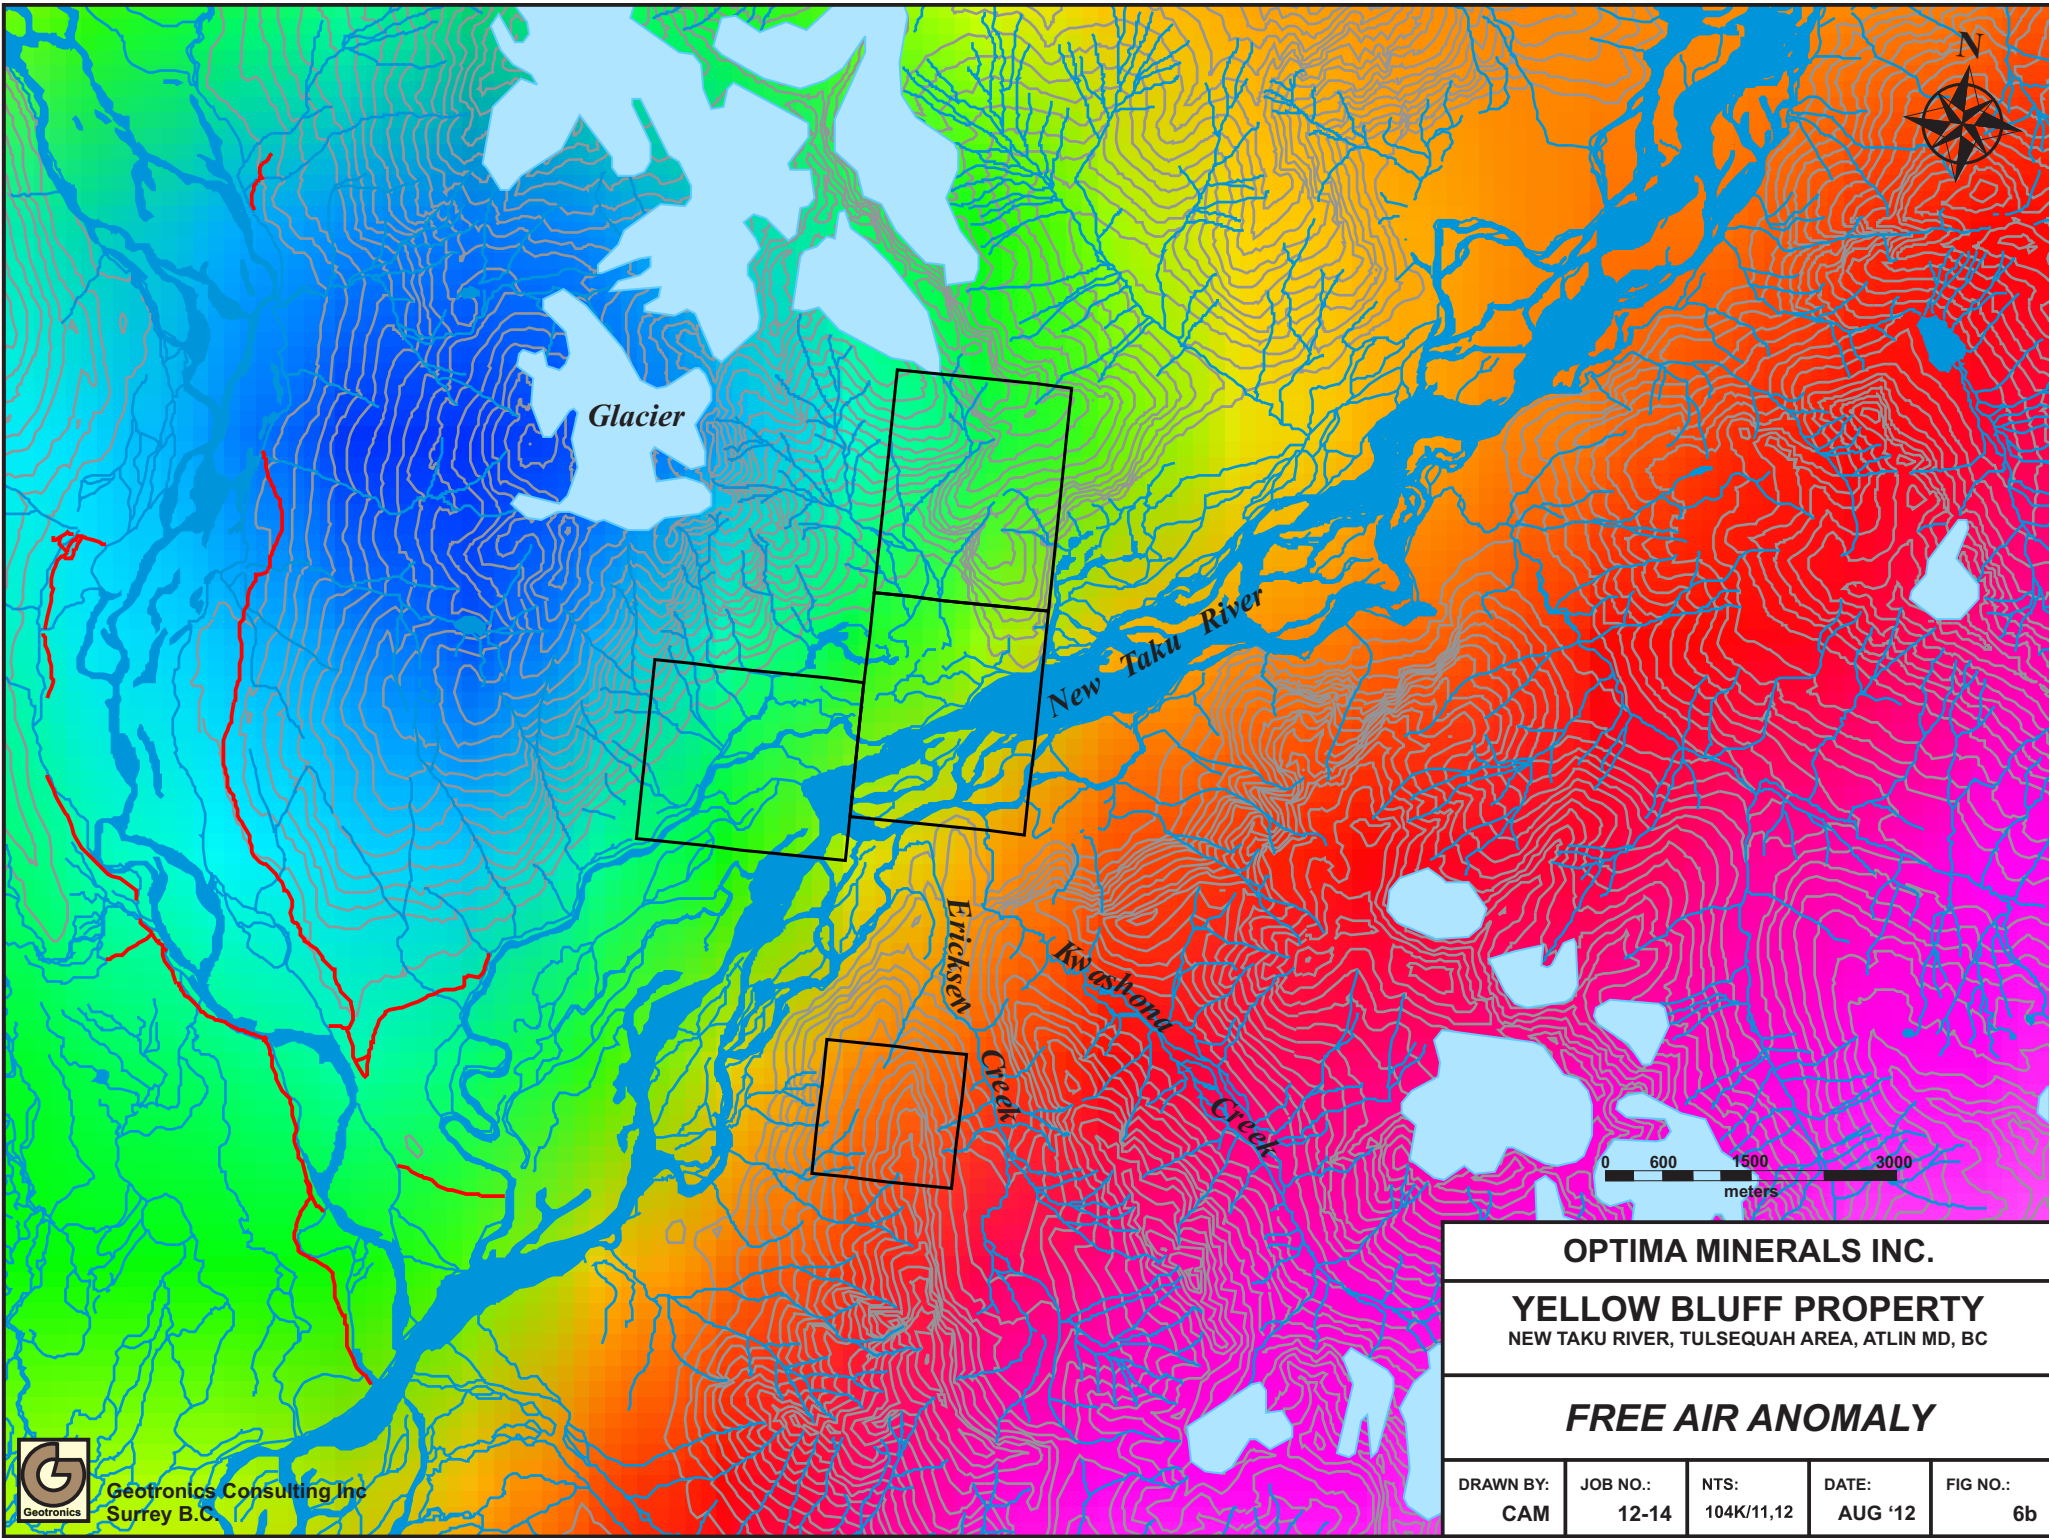 N
Glacier
New Taku River
Ericksen Creek
Kwashona Creek
0 600 1500 3000
meters
OPTIMA MINERALS INC.
YELLOW BLUFF PROPERTY
NEW TAKU RIVER, TULSEQUAH AREA, ATLIN MD, BC
FREE AIR ANOMALY
DRAWN BY: JOB NO.: NTS: DATE: FIG NO.:
CAM 12-14 104K/11,12 AUG ‘12 6b
Geotronics
Geotronics Consulting Inc
Surrey B.C.